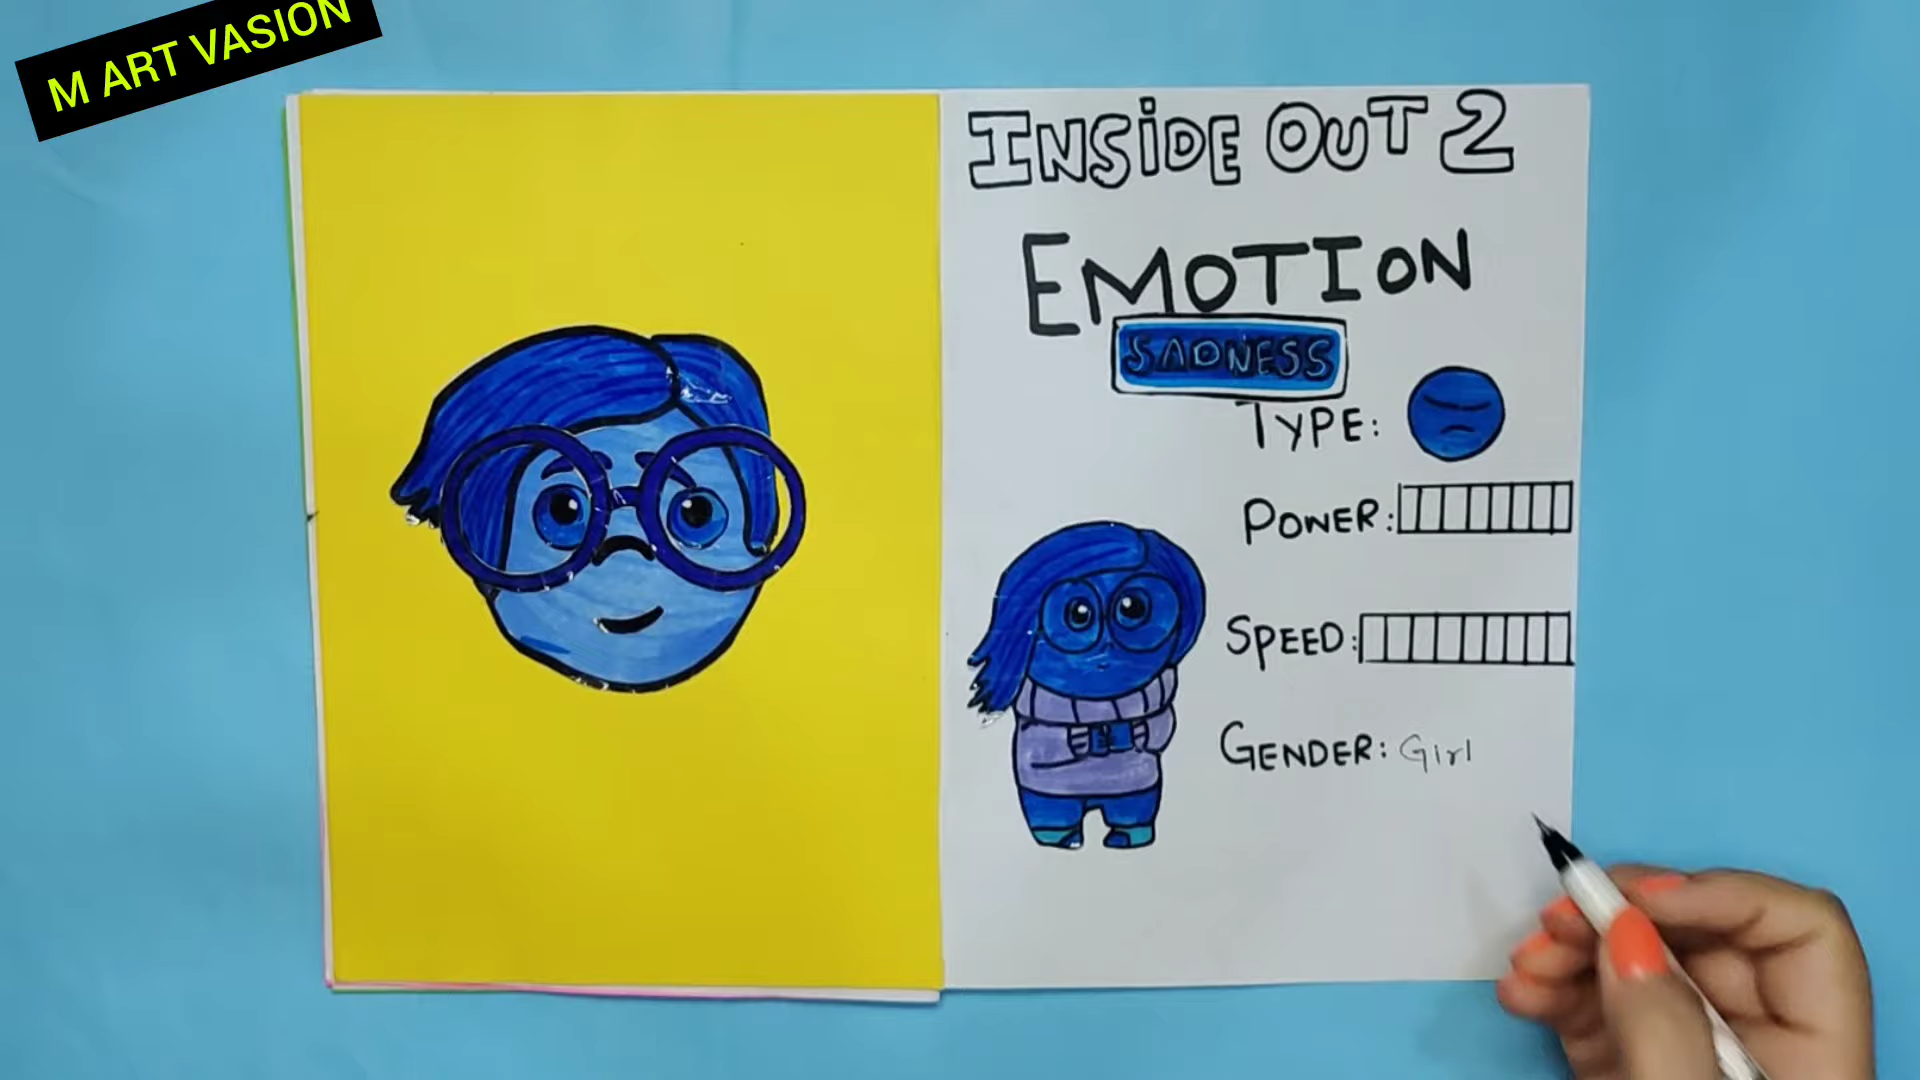 M ART VASION
INSiDE OUT 2
EMOTION
SADNESS
TYPE:
POWER:
SPEED:
GENDER: Girl